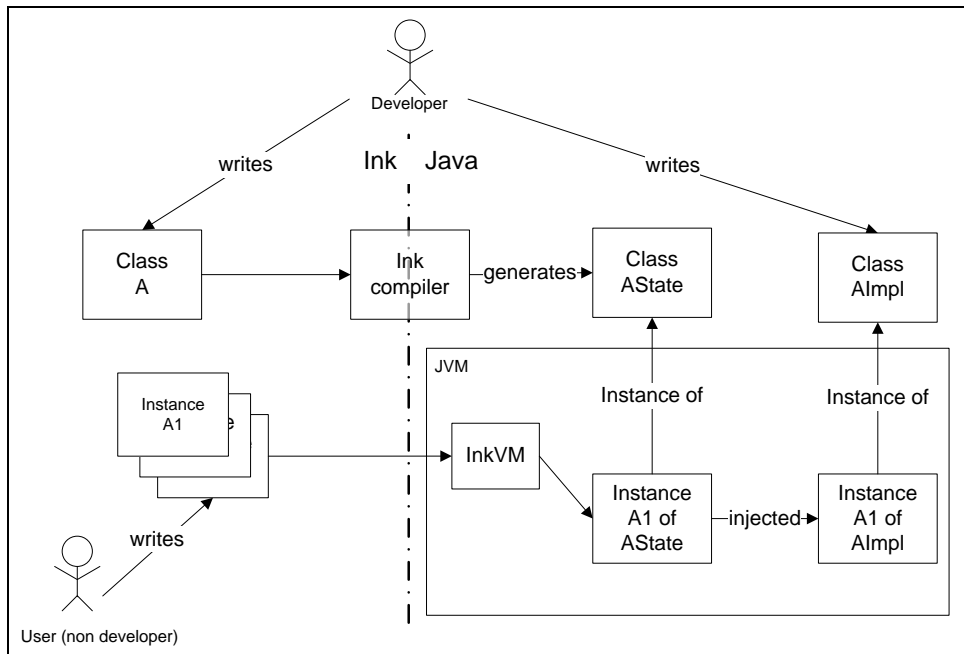 Developer
Ink Java
writes
writes
Class
A
Ink
compiler
generates
Class
AState
Class
AImpl
JVM
Instance of
Instance of
Instance
A1
e
InkVM
Instance
A1 of
AState
injected
Instance
A1 of
AImpl
writes
User (non developer)